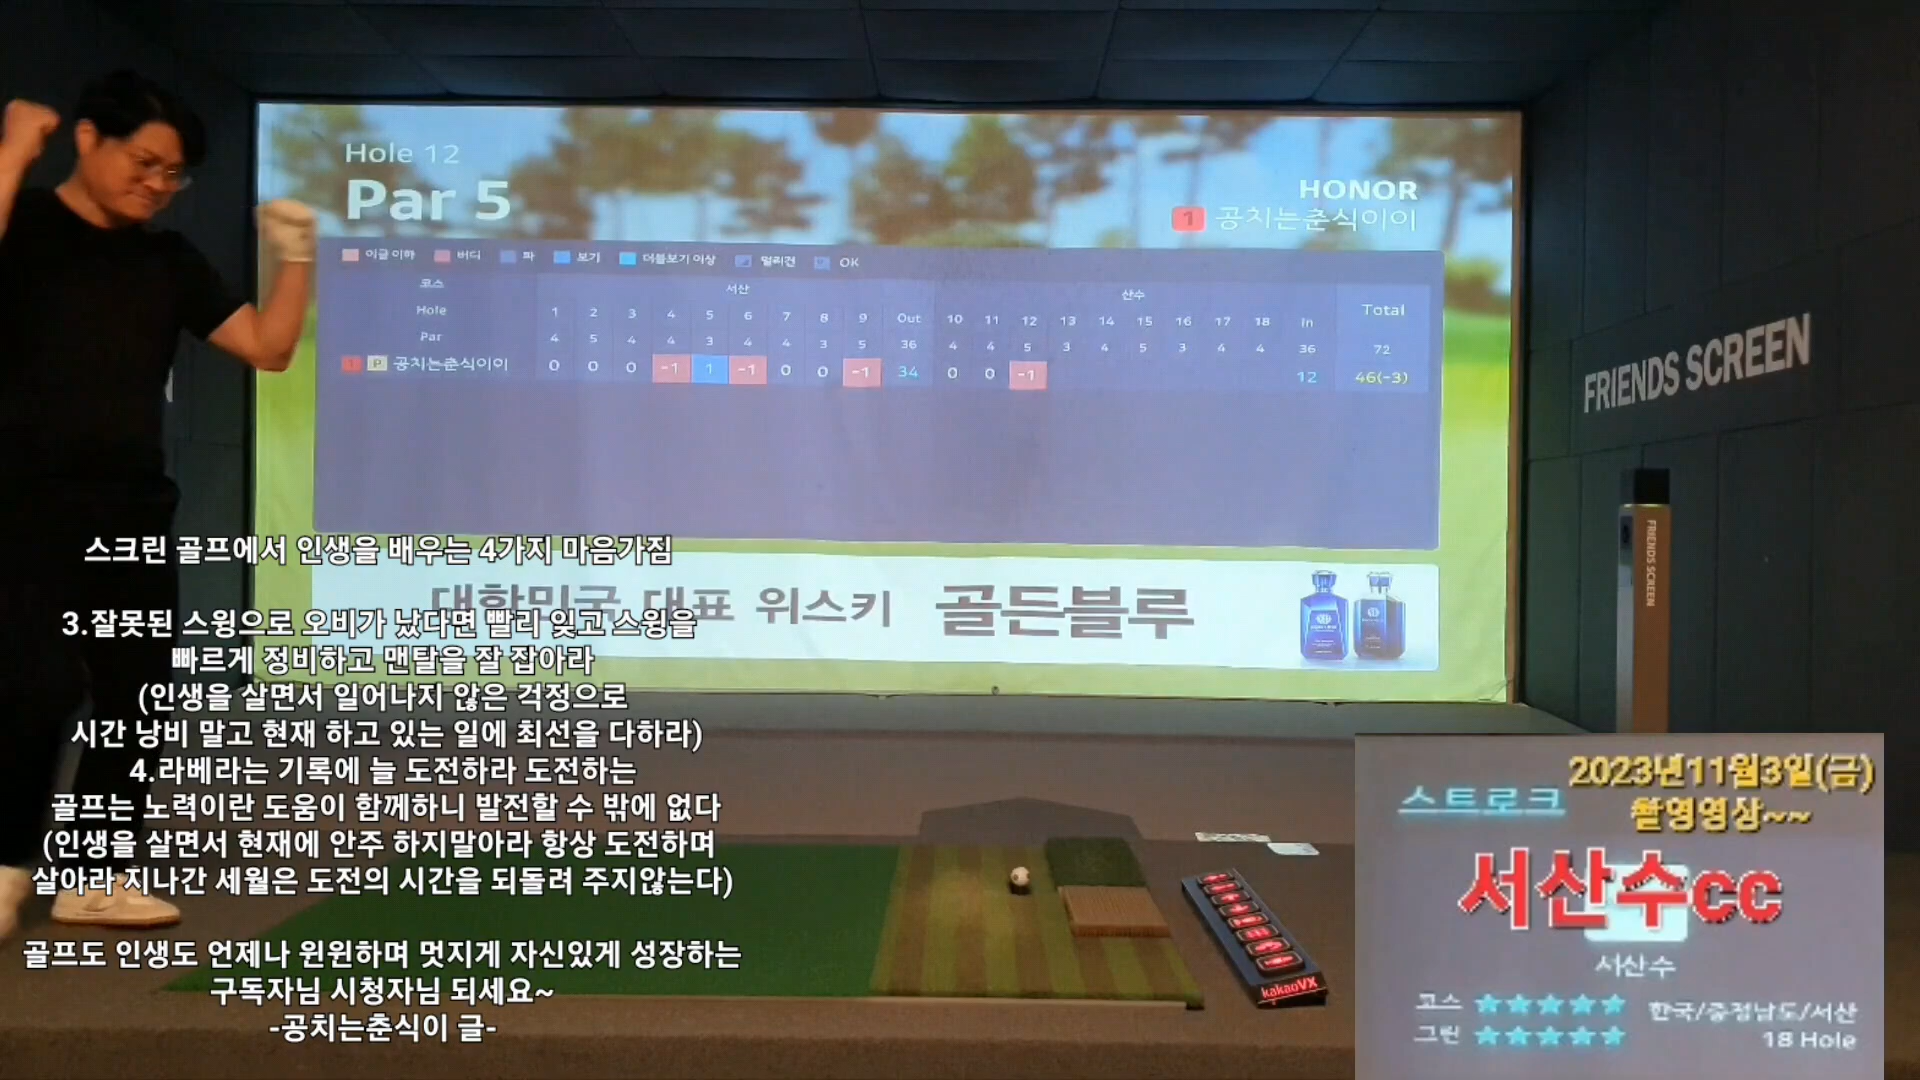 Hole 12
Par 5
HONOR
1 공치는춘식이이
이글 이하 버디 파 보기 더블보기 이상 멀리건 OK
코스 서산 산수
Hole 1 2 3 4 5 6 7 8 9 Out 10 11 12 13 14 15 16 17 18 In Total
Par 4 5 4 4 3 4 4 3 5 36 4 4 5 3 4 5 3 4 4 36 72
1 P 공치는춘식이이 0 0 0 -1 1 -1 0 0 -1 34 0 0 -1 12 46(-3)
FRIENDS SCREEN
FRIENDS SCREEN
대한민국 대표 위스키 골든블루
스크린 골프에서 인생을 배우는 4가지 마음가짐
3.잘못된 스윙으로 오비가 났다면 빨리 잊고 스윙을
빠르게 정비하고 맨탈을 잘 잡아라
(인생을 살면서 일어나지 않은 걱정으로
시간 낭비 말고 현재 하고 있는 일에 최선을 다하라)
4.라베라는 기록에 늘 도전하라 도전하는
골프는 노력이란 도움이 함께하니 발전할 수 밖에 없다
(인생을 살면서 현재에 안주 하지말아라 항상 도전하며
살아라 지나간 세월은 도전의 시간을 되돌려 주지않는다)
골프도 인생도 언제나 윈윈하며 멋지게 자신있게 성장하는
구독자님 시청자님 되세요~
-공치는춘식이 글-
kakaoVX
2023년11월3일(금)
스트로크 촬영영상~~
서산수cc
서산수
코스 ★★★★★ 한국/충청남도/서산
그린 ★★★★★ 18 Hole